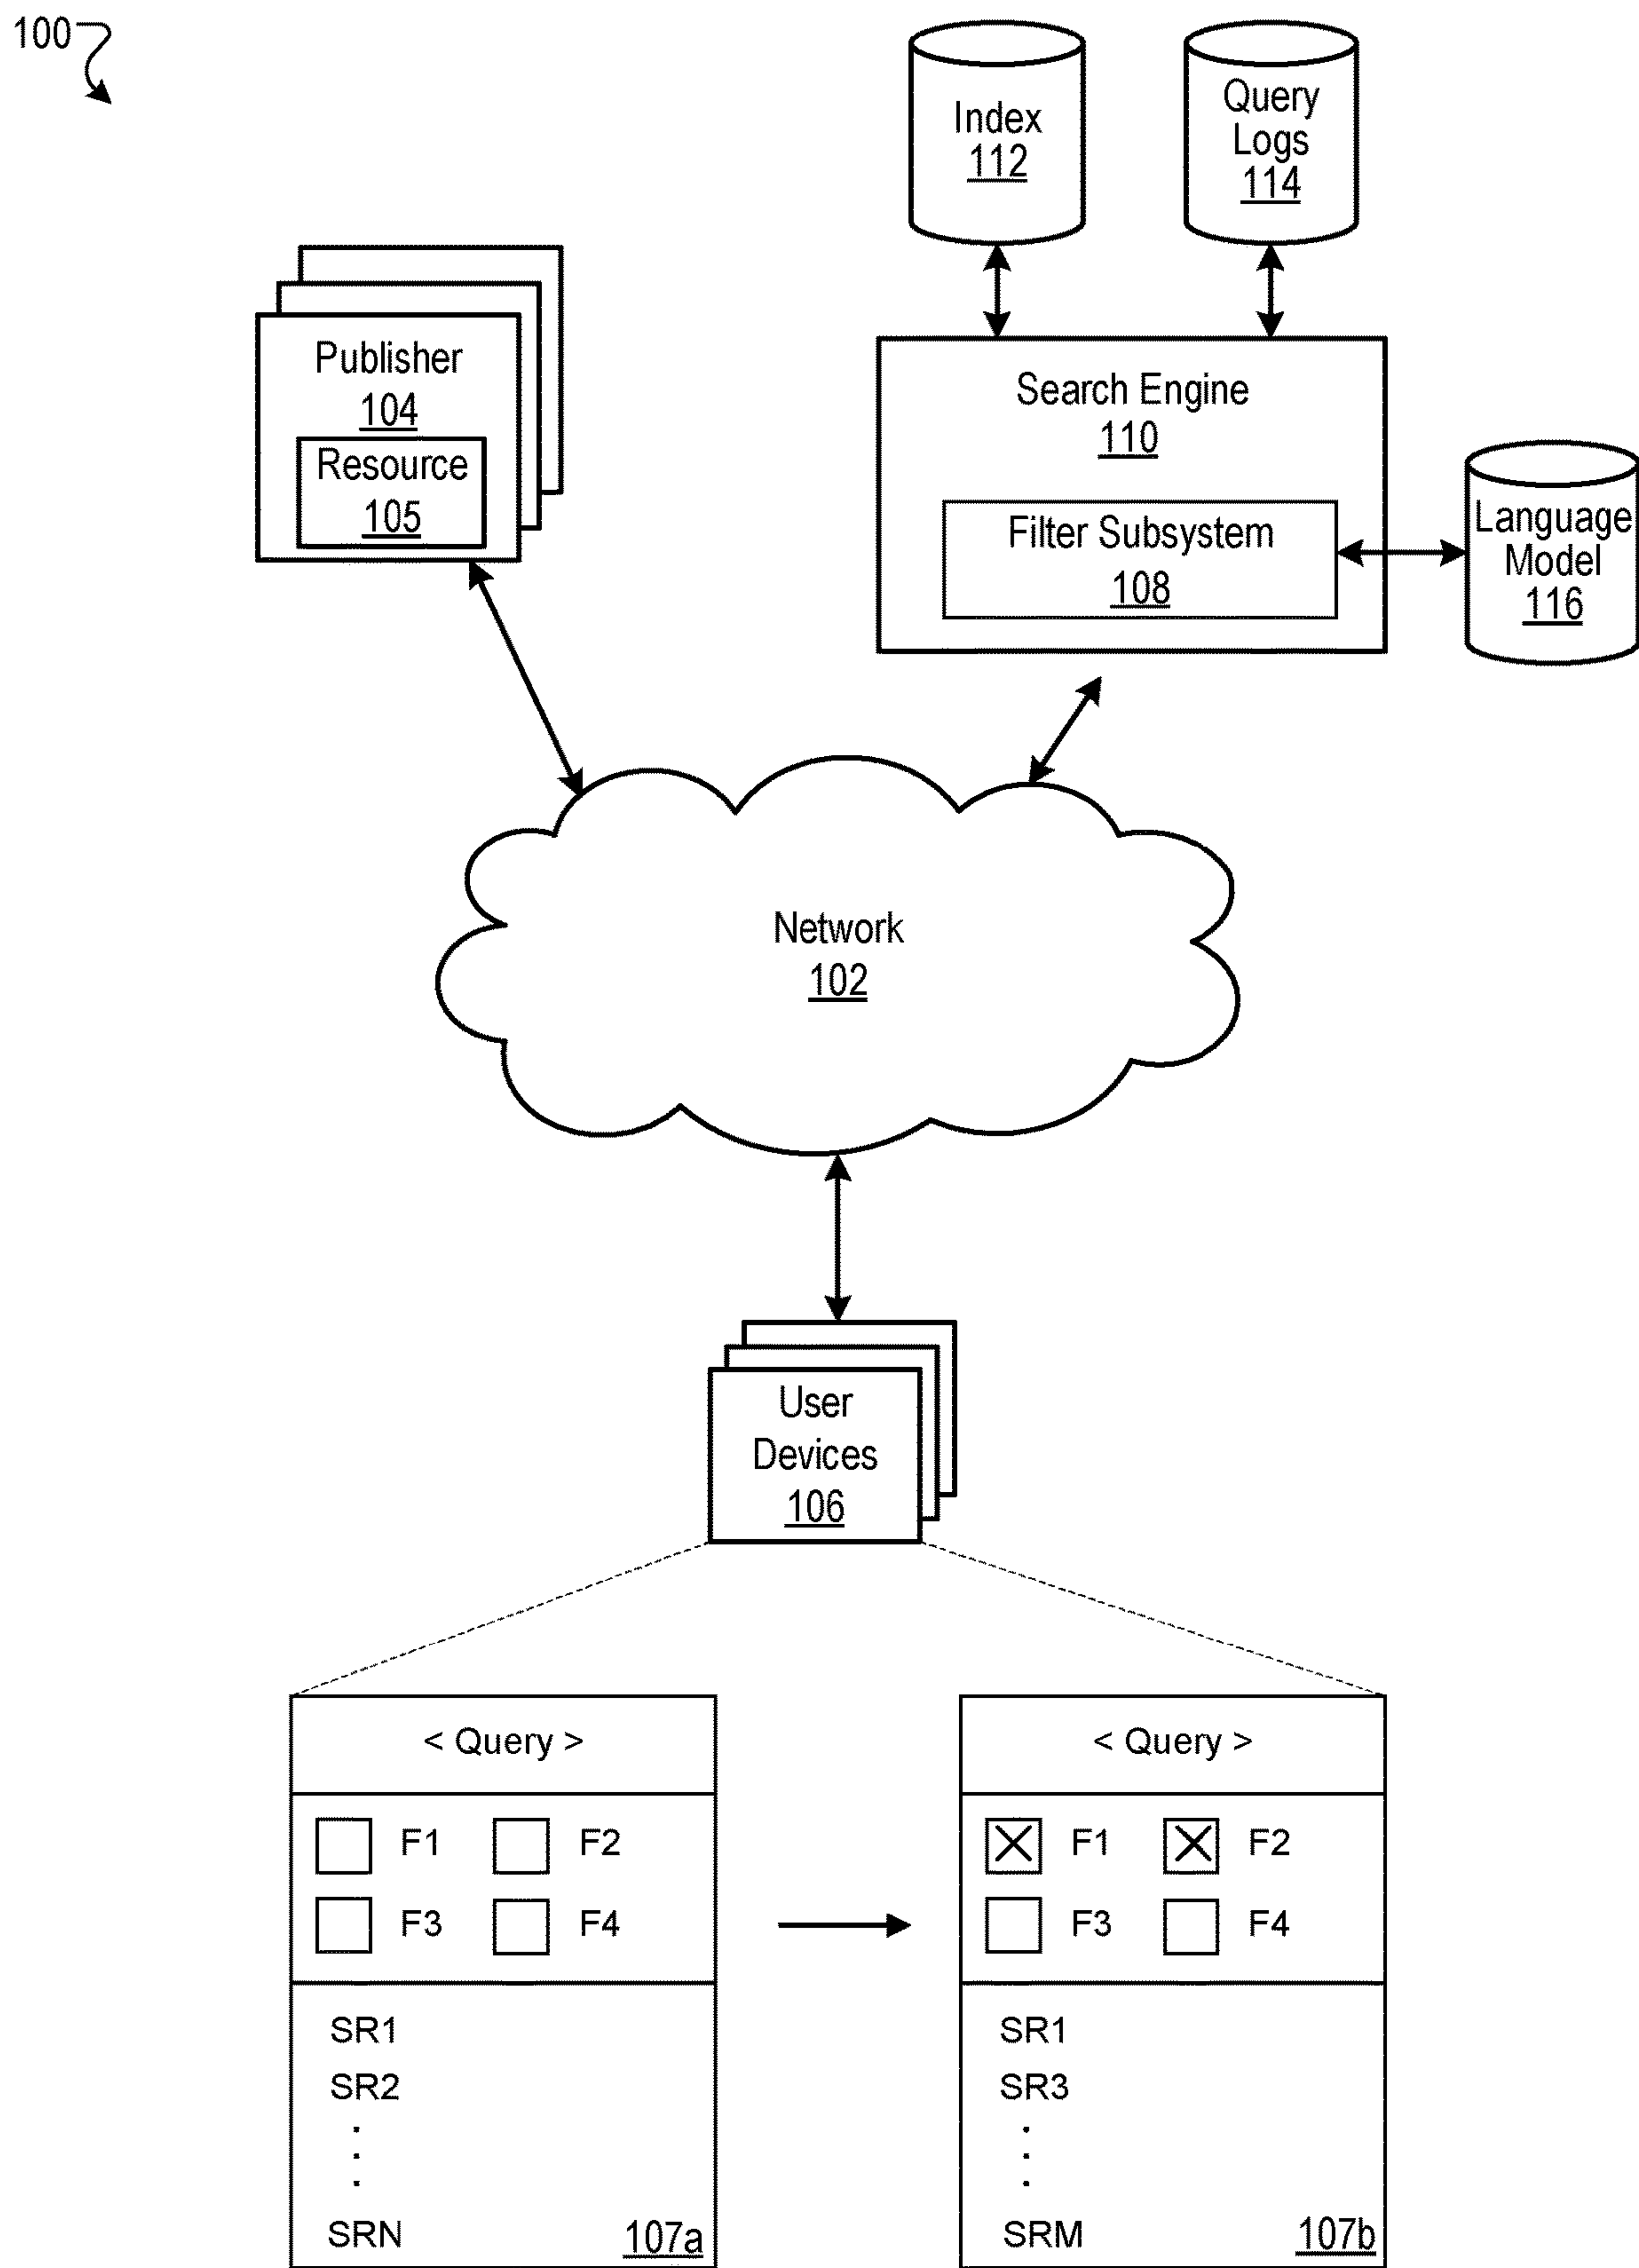 100
Index
112
Query
Logs
114
Publisher
104
Resource
105
Search Engine
110
Filter Subsystem
108
Language
Model
116
Network
102
User
Devices
106
< Query >
F1 F2
F3 F4
SR1
SR2
.
.
.
SRN 107a
< Query >
F1 F2
F3 F4
SR1
SR3
.
.
.
SRM 107b